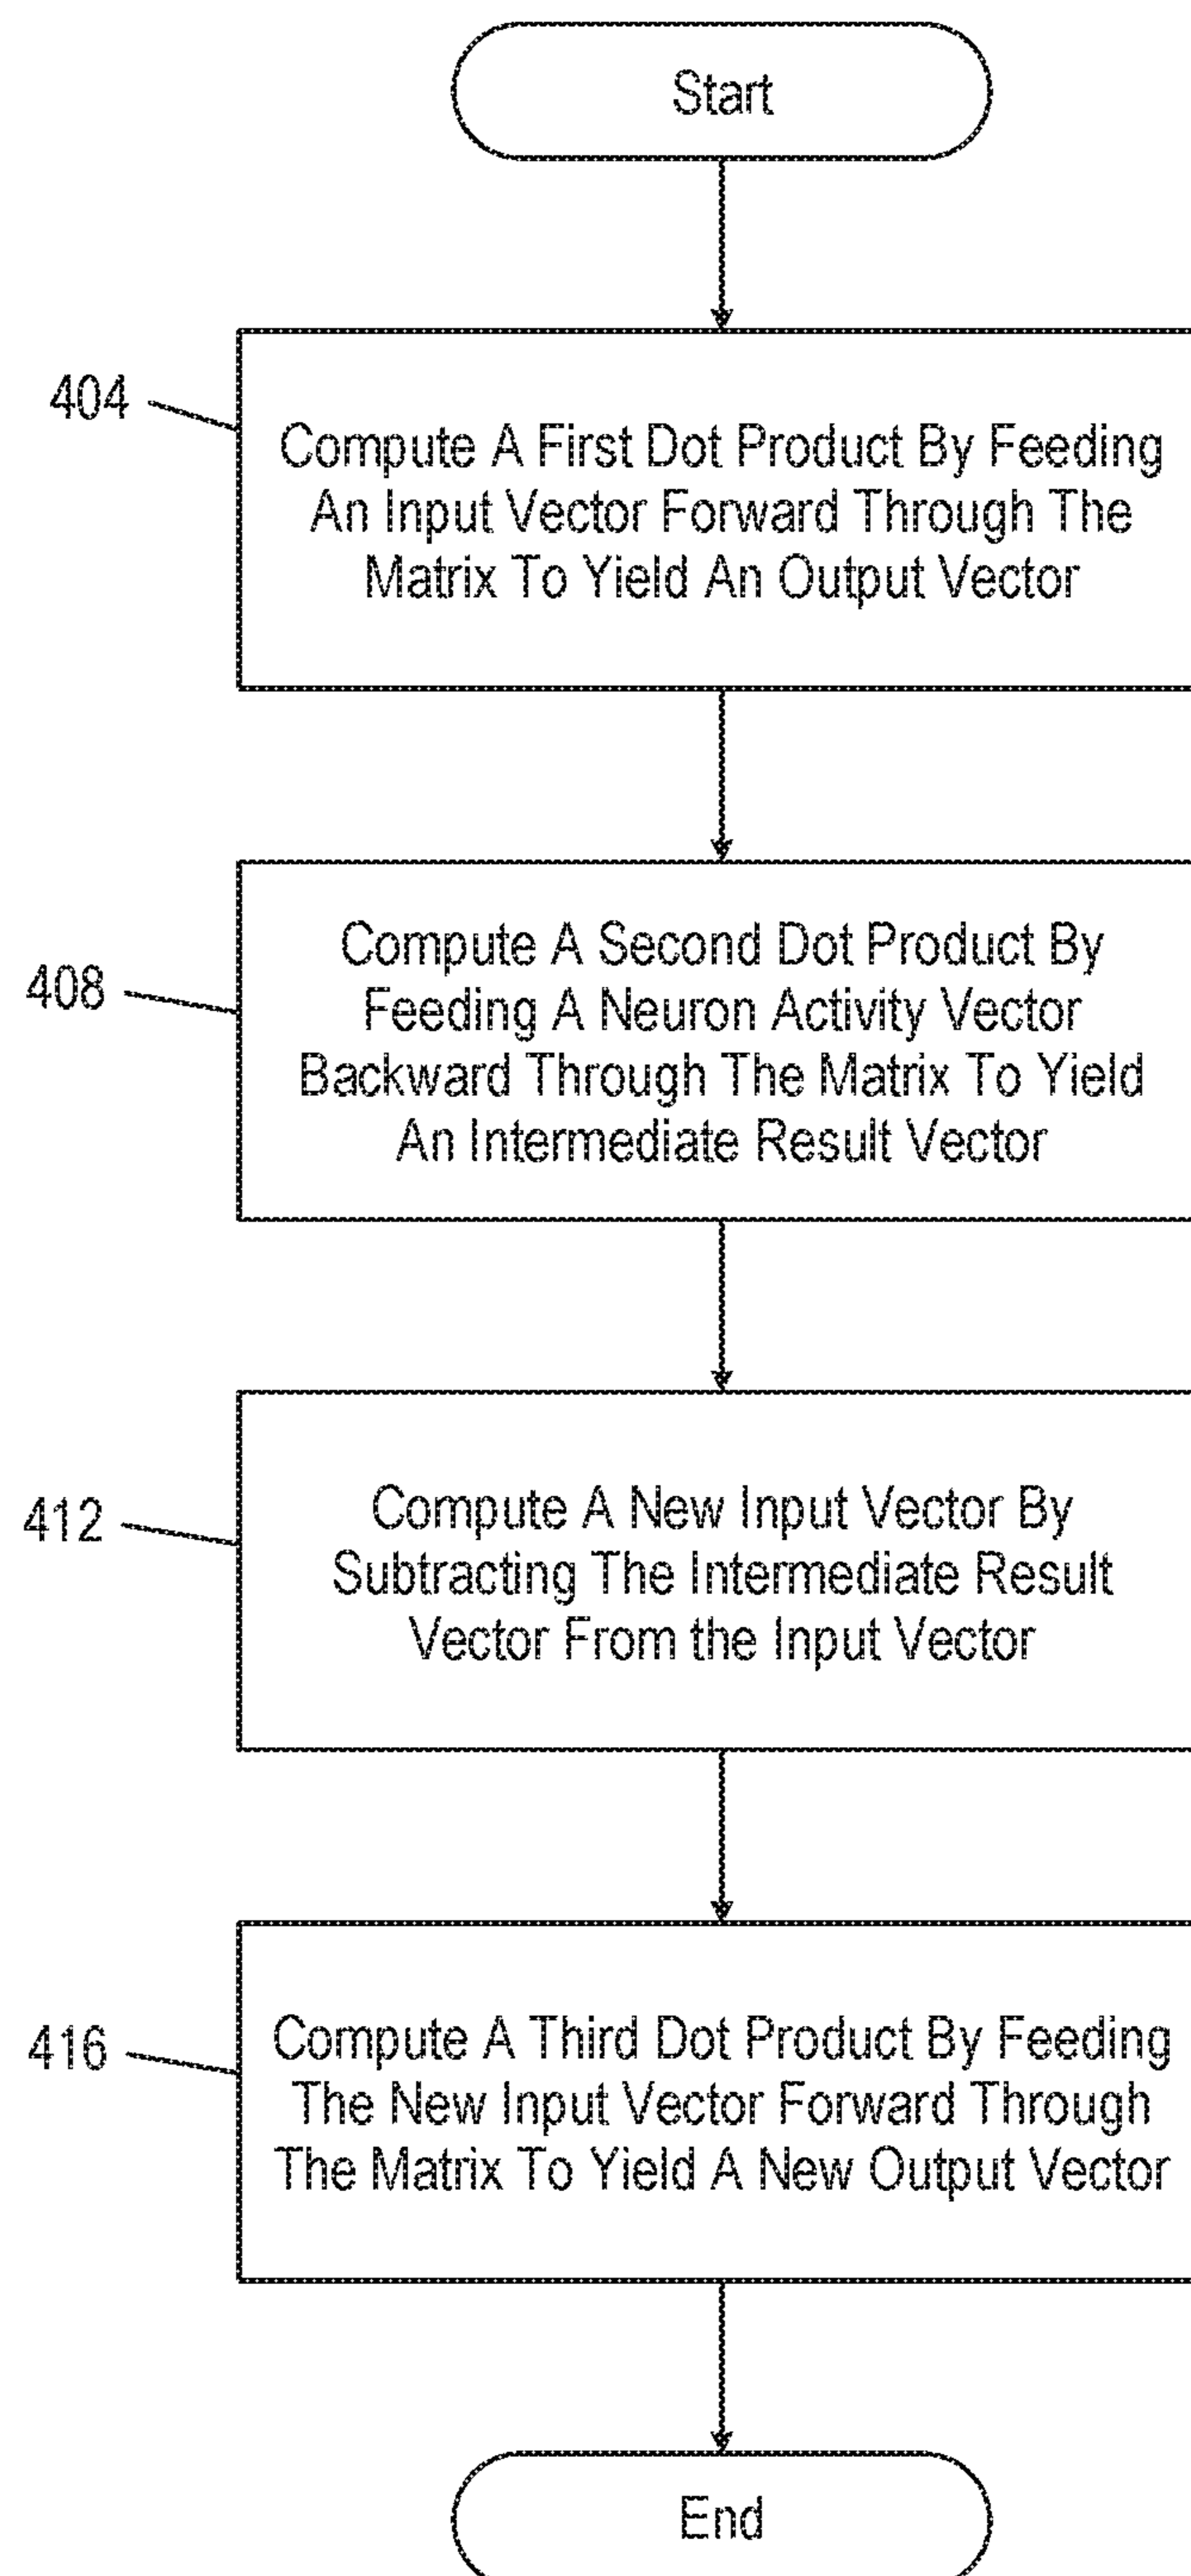 Start
404
Compute A First Dot Product By Feeding
An Input Vector Forward Through The
Matrix To Yield An Output Vector
408
Compute A Second Dot Product By
Feeding A Neuron Activity Vector
Backward Through The Matrix To Yield
An Intermediate Result Vector
412
Compute A New Input Vector By
Subtracting The Intermediate Result
Vector From the Input Vector
416
Compute A Third Dot Product By Feeding
The New Input Vector Forward Through
The Matrix To Yield A New Output Vector
End